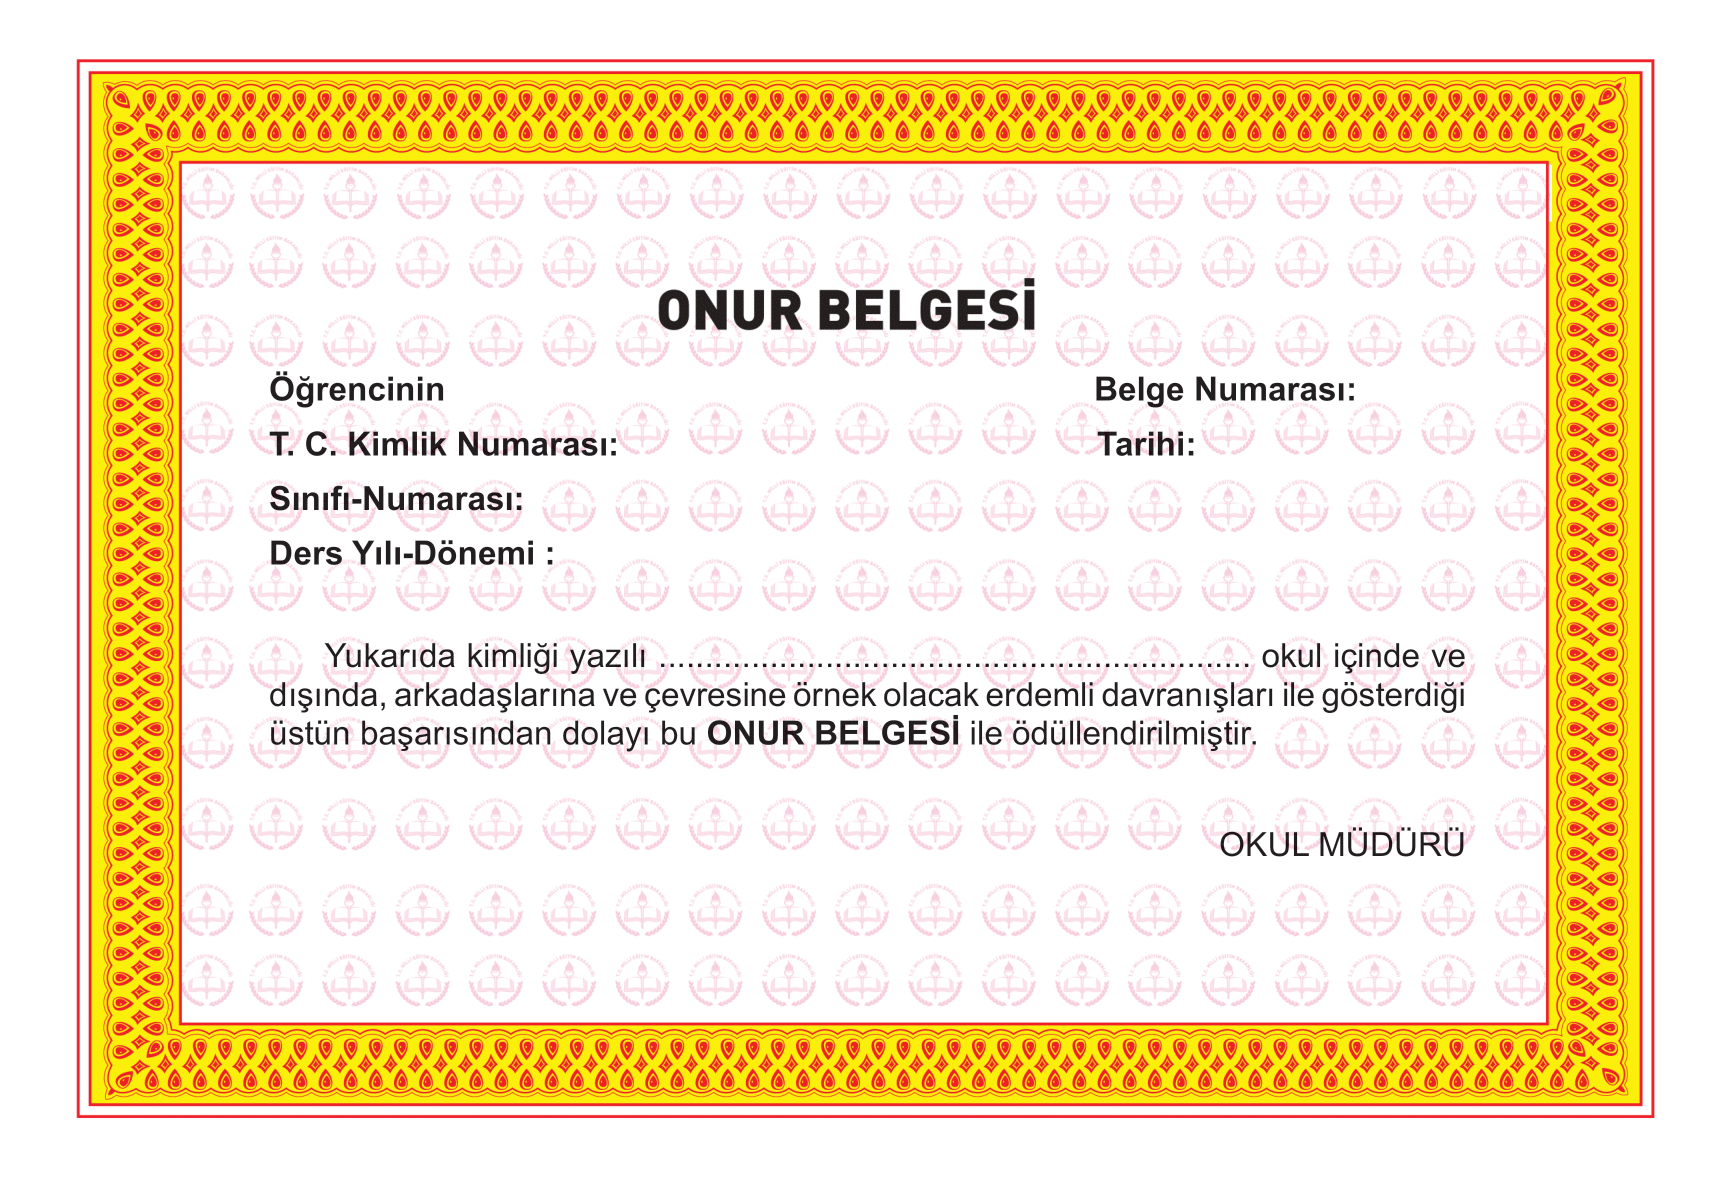 ONUR BELGESİ
Öğrencinin
Belge Numarası:
T. C. Kimlik Numarası:
Tarihi:
Sınıfı-Numarası:
Ders Yılı-Dönemi :
Yukarıda kimliği yazılı ................................................................ okul içinde ve
dışında, arkadaşlarına ve çevresine örnek olacak erdemli davranışları ile gösterdiği
üstün başarısından dolayı bu ONUR BELGESİ ile ödüllendirilmiştir.
OKUL MÜDÜRÜ